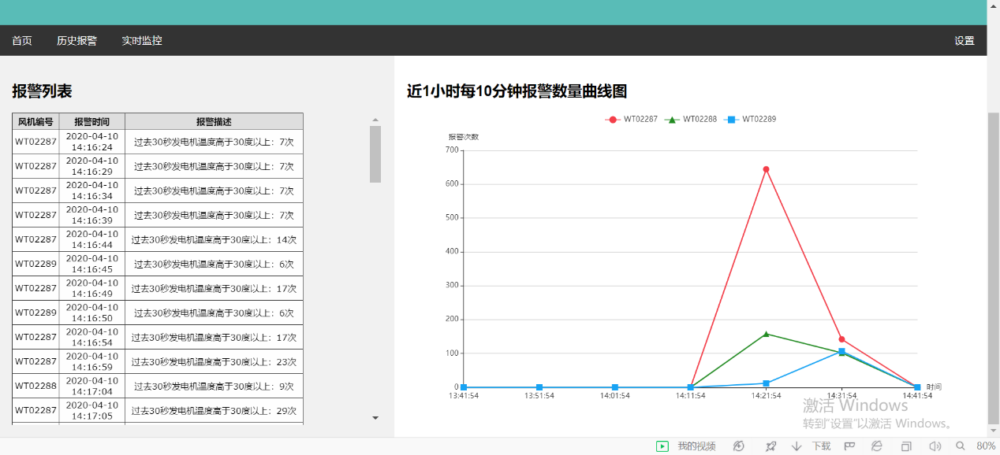 首页 历史报警 实时监控 设置
报警列表
风机编号 报警时间 报警描述
WT02287 2020-04-10 14:16:24 过去30秒发电机温度高于30度以上：7次
WT02287 2020-04-10 14:16:29 过去30秒发电机温度高于30度以上：7次
WT02287 2020-04-10 14:16:34 过去30秒发电机温度高于30度以上：7次
WT02287 2020-04-10 14:16:39 过去30秒发电机温度高于30度以上：7次
WT02287 2020-04-10 14:16:44 过去30秒发电机温度高于30度以上：14次
WT02289 2020-04-10 14:16:45 过去30秒发电机温度高于30度以上：6次
WT02287 2020-04-10 14:16:49 过去30秒发电机温度高于30度以上：17次
WT02289 2020-04-10 14:16:50 过去30秒发电机温度高于30度以上：6次
WT02287 2020-04-10 14:16:54 过去30秒发电机温度高于30度以上：17次
WT02287 2020-04-10 14:16:59 过去30秒发电机温度高于30度以上：23次
WT02288 2020-04-10 14:17:04 过去30秒发电机温度高于30度以上：9次
WT02287 2020-04-10 14:17:05 过去30秒发电机温度高于30度以上：29次
近1小时每10分钟报警数量曲线图
WT02287 WT02288 WT02289
报警次数
700
600
500
400
300
200
100
0
时间
13:41:54 13:51:54 14:01:54 14:11:54 14:21:54 14:31:54 14:41:54
激活 Windows
转到"设置"以激活 Windows。
我的视频 下载 80%